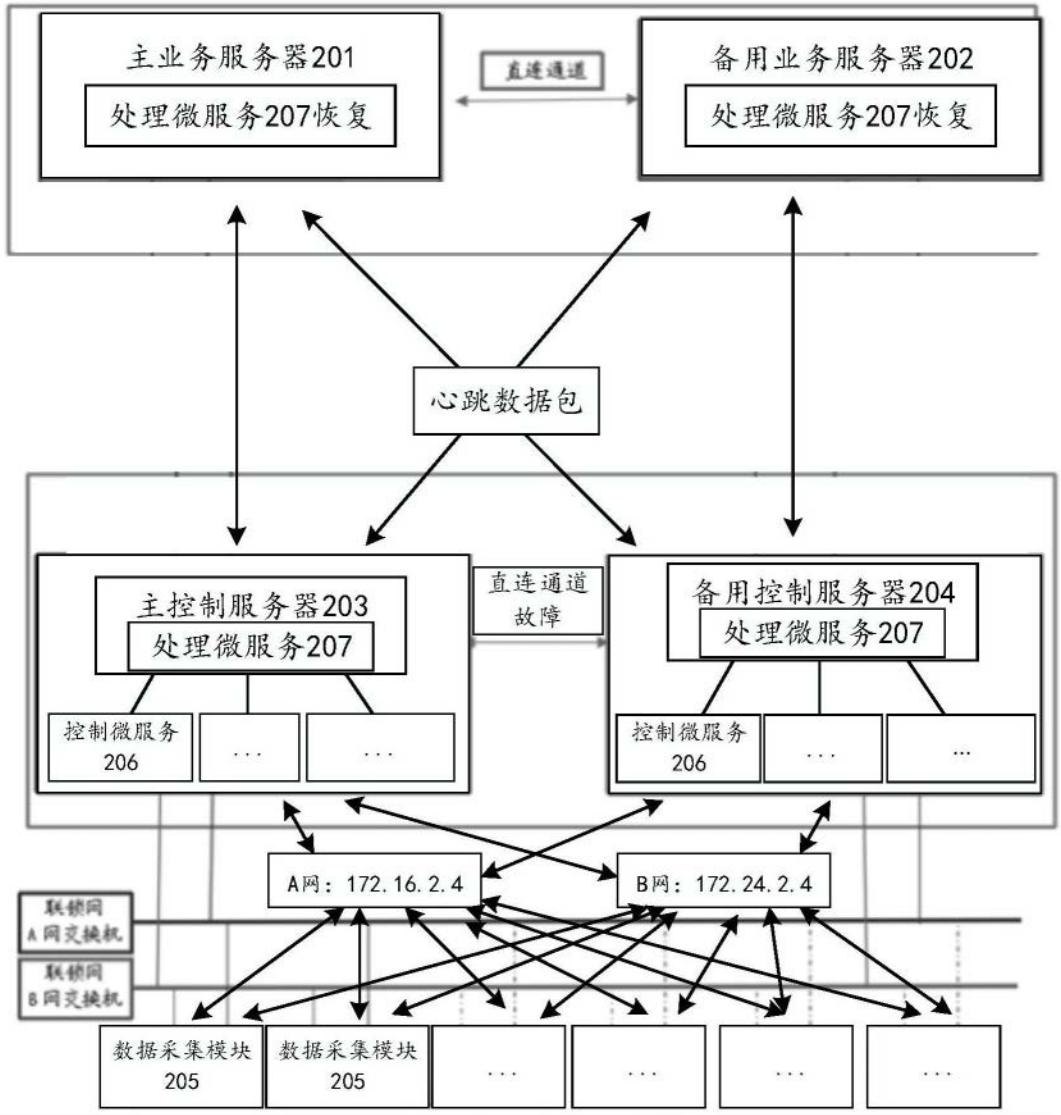 主业务服务器201
直连通道
备用业务服务器202
处理微服务207恢复
处理微服务207恢复
心跳数据包
主控制服务器203
处理微服务207
控制微服务
206
...
...
直连通道
故障
备用控制服务器204
处理微服务207
控制微服务
206
...
...
A网：172.16.2.4
B网：172.24.2.4
联锁网
A网交换机
联锁网
B网交换机
数据采集模块
205
数据采集模块
205
...
...
...
...